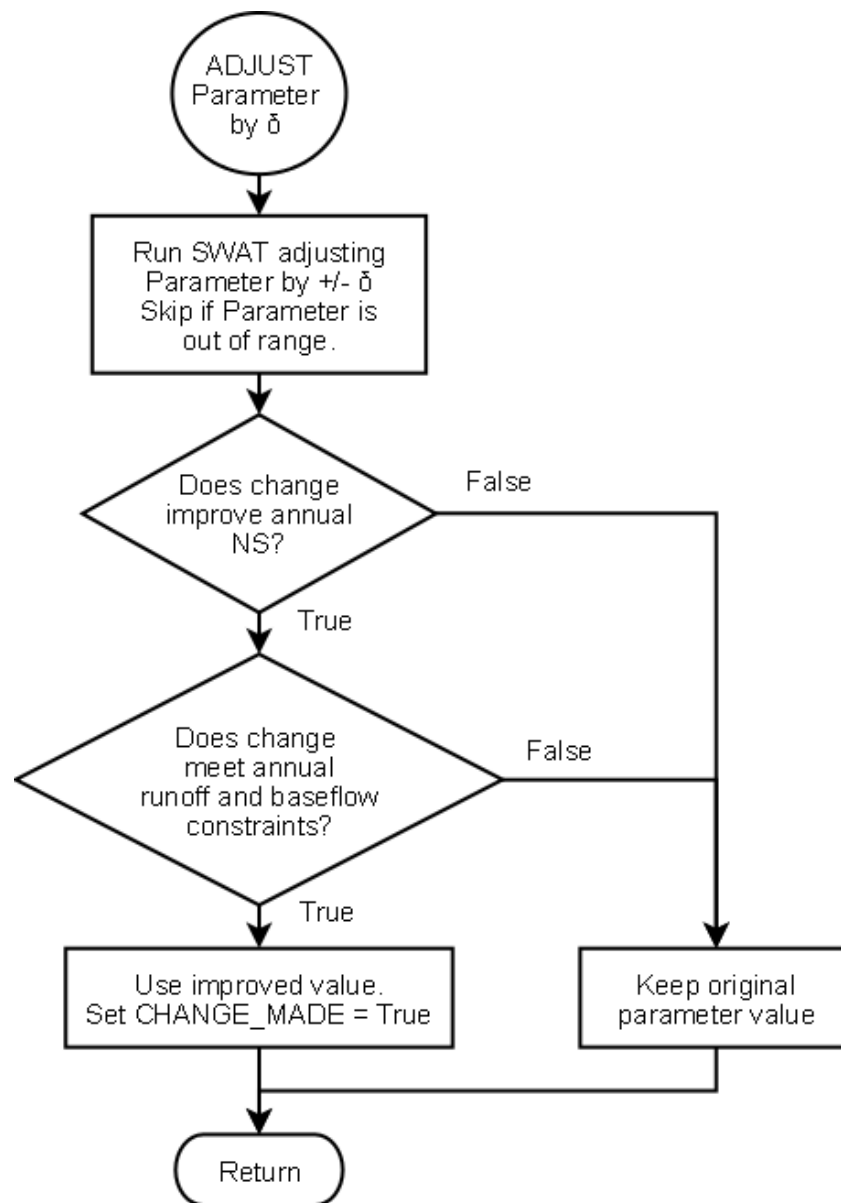 ADJUST
Parameter
by δ
Run SWAT adjusting
Parameter by +/- δ
Skip if Parameter is
out of range.
Does change
improve annual
NS?
False
True
Does change
meet annual
runoff and baseflow
constraints?
False
True
Use improved value.
Set CHANGE_MADE = True
Keep original
parameter value
Return